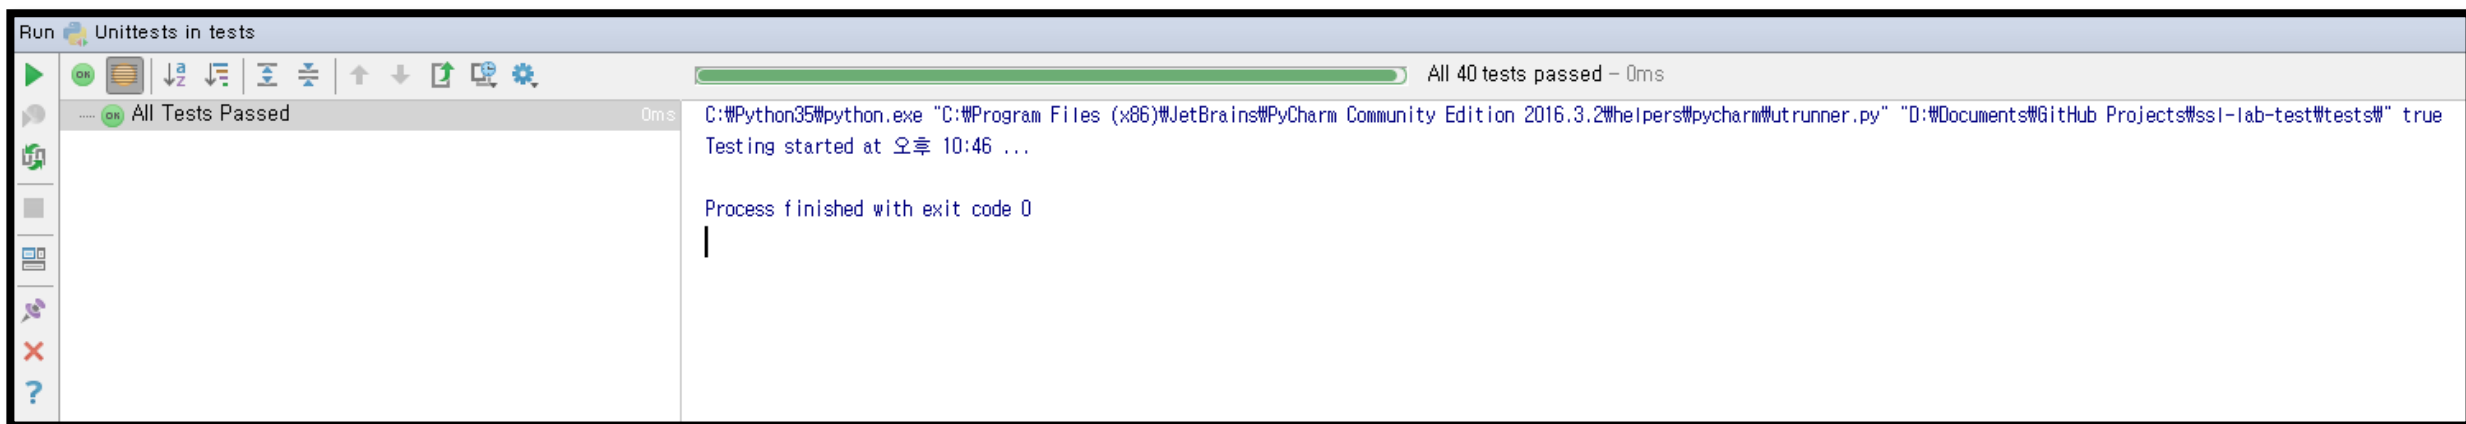 Run Unittests in tests
All 40 tests passed – 0ms
All Tests Passed 0ms
C:₩Python35₩python.exe "C:₩Program Files (x86)₩JetBrains₩PyCharm Community Edition 2016.3.2₩helpers₩pycharm₩utrunner.py" "D:₩Documents₩GitHub Projects₩ssl-lab-test₩tests₩" true
Testing started at 오후 10:46 ...
Process finished with exit code 0